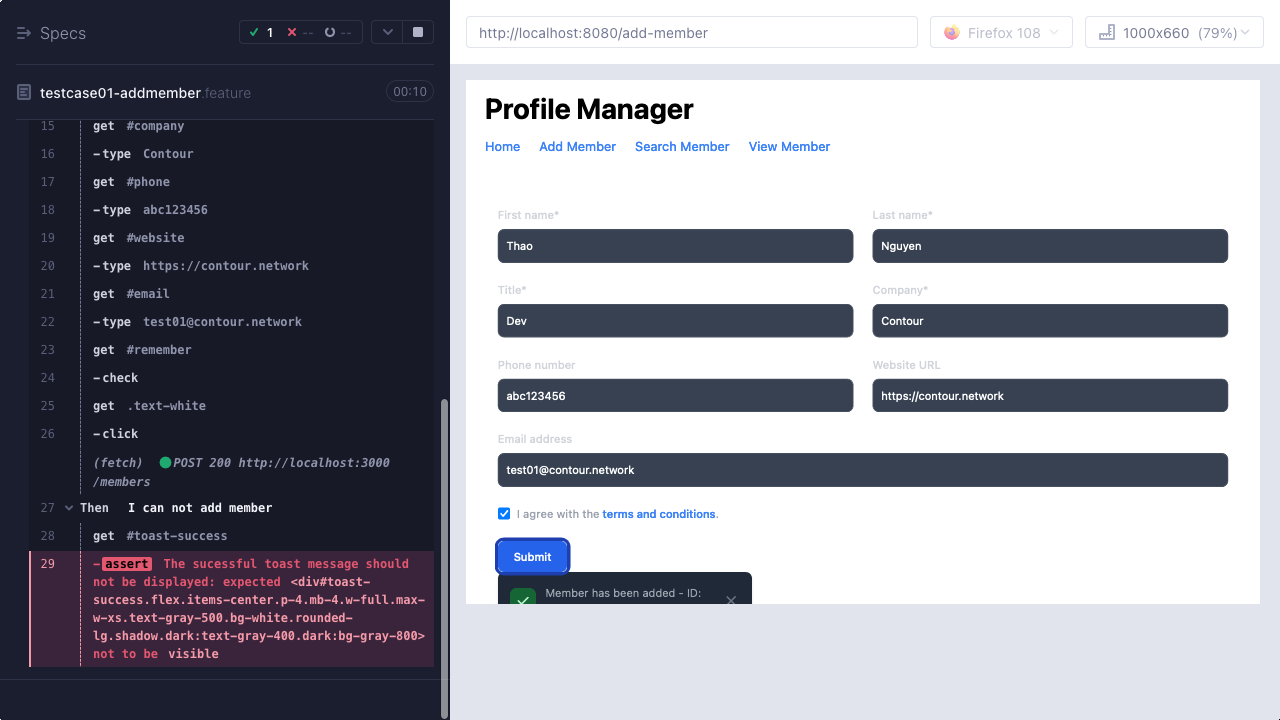 Specs
1
--
--
testcase01-addmember.feature
00:10
15 get #company
16 -type Contour
17 get #phone
18 -type abc123456
19 get #website
20 -type https://contour.network
21 get #email
22 -type test01@contour.network
23 get #remember
24 -check
25 get .text-white
26 -click
(fetch) POST 200 http://localhost:3000
/members
27 Then I can not add member
28 get #toast-success
29 -assert The sucessful toast message should
not be displayed: expected <div#toast-
success.flex.items-center.p-4.mb-4.w-full.max-
w-xs.text-gray-500.bg-white.rounded-
lg.shadow.dark:text-gray-400.dark:bg-gray-800>
not to be visible
http://localhost:8080/add-member
Firefox 108
1000x660 (79%)
Profile Manager
Home Add Member Search Member View Member
First name* Last name*
Thao Nguyen
Title* Company*
Dev Contour
Phone number Website URL
abc123456 https://contour.network
Email address
test01@contour.network
I agree with the terms and conditions.
Submit
Member has been added - ID: